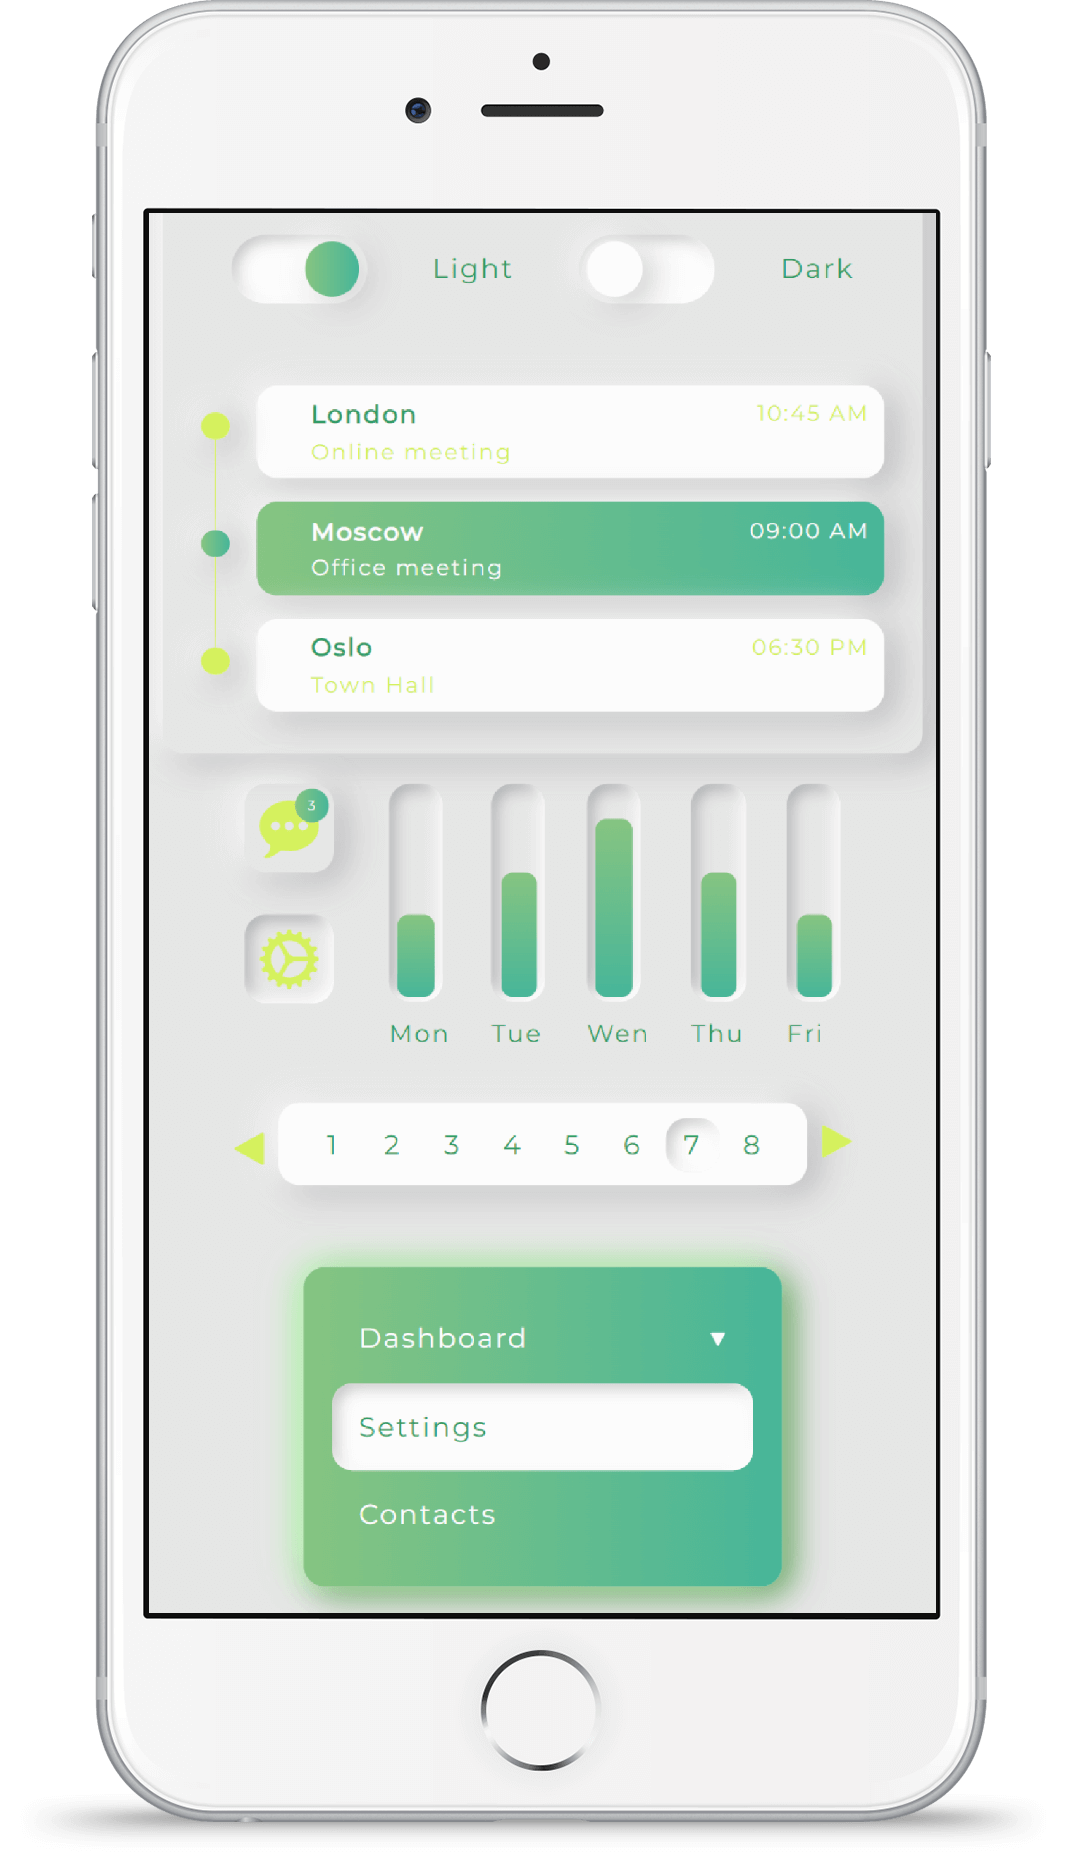 Light Dark
London 10:45 AM
Online meeting
Moscow 09:00 AM
Office meeting
Oslo 06:30 PM
Town Hall
3
Mon Tue Wen Thu Fri
1 2 3 4 5 6 7 8
Dashboard
Settings
Contacts